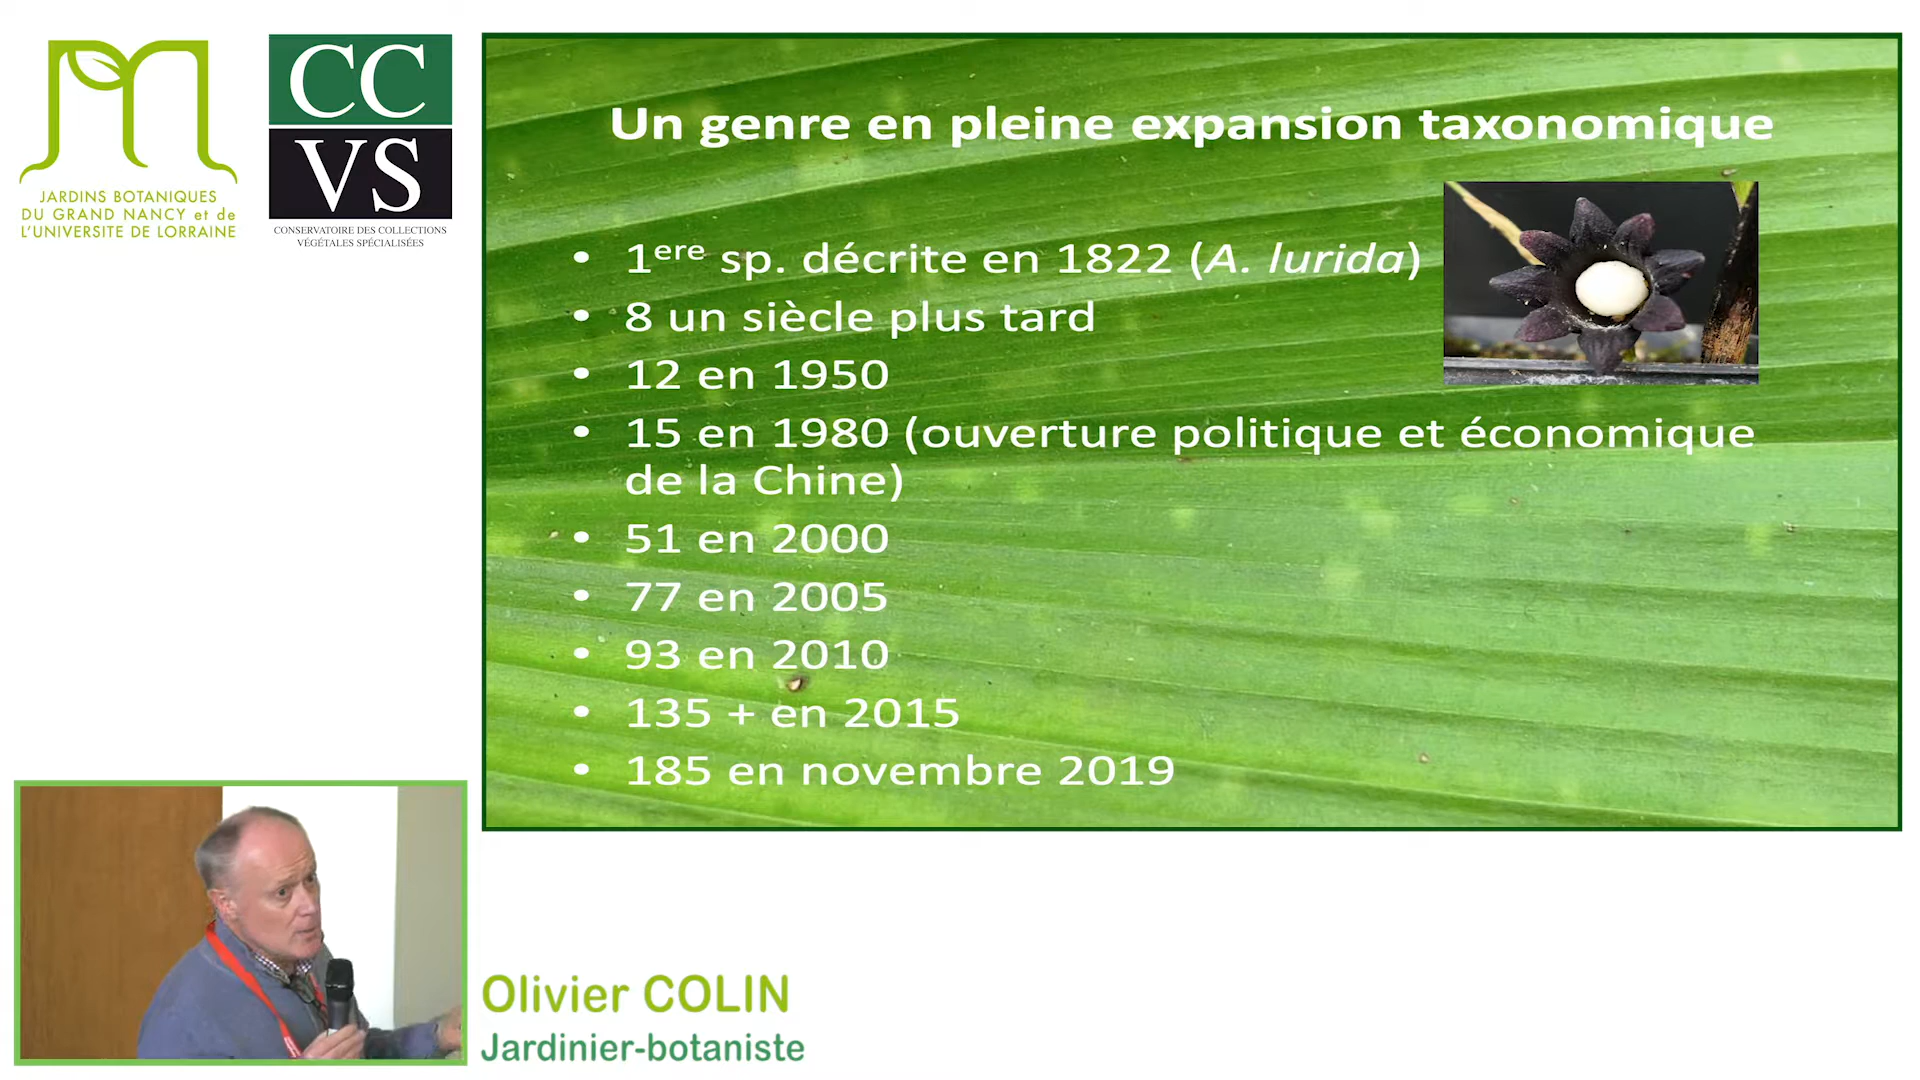 JARDINS BOTANIQUES
DU GRAND NANCY et de
L'UNIVERSITE DE LORRAINE
CC
VS
CONSERVATOIRE DES COLLECTIONS
VÉGÉTALES SPÉCIALISÉES
Un genre en pleine expansion taxonomique
• 1ere sp. décrite en 1822 (A. lurida)
• 8 un siècle plus tard
• 12 en 1950
• 15 en 1980 (ouverture politique et économique
de la Chine)
• 51 en 2000
• 77 en 2005
• 93 en 2010
• 135 + en 2015
• 185 en novembre 2019
Olivier COLIN
Jardinier-botaniste